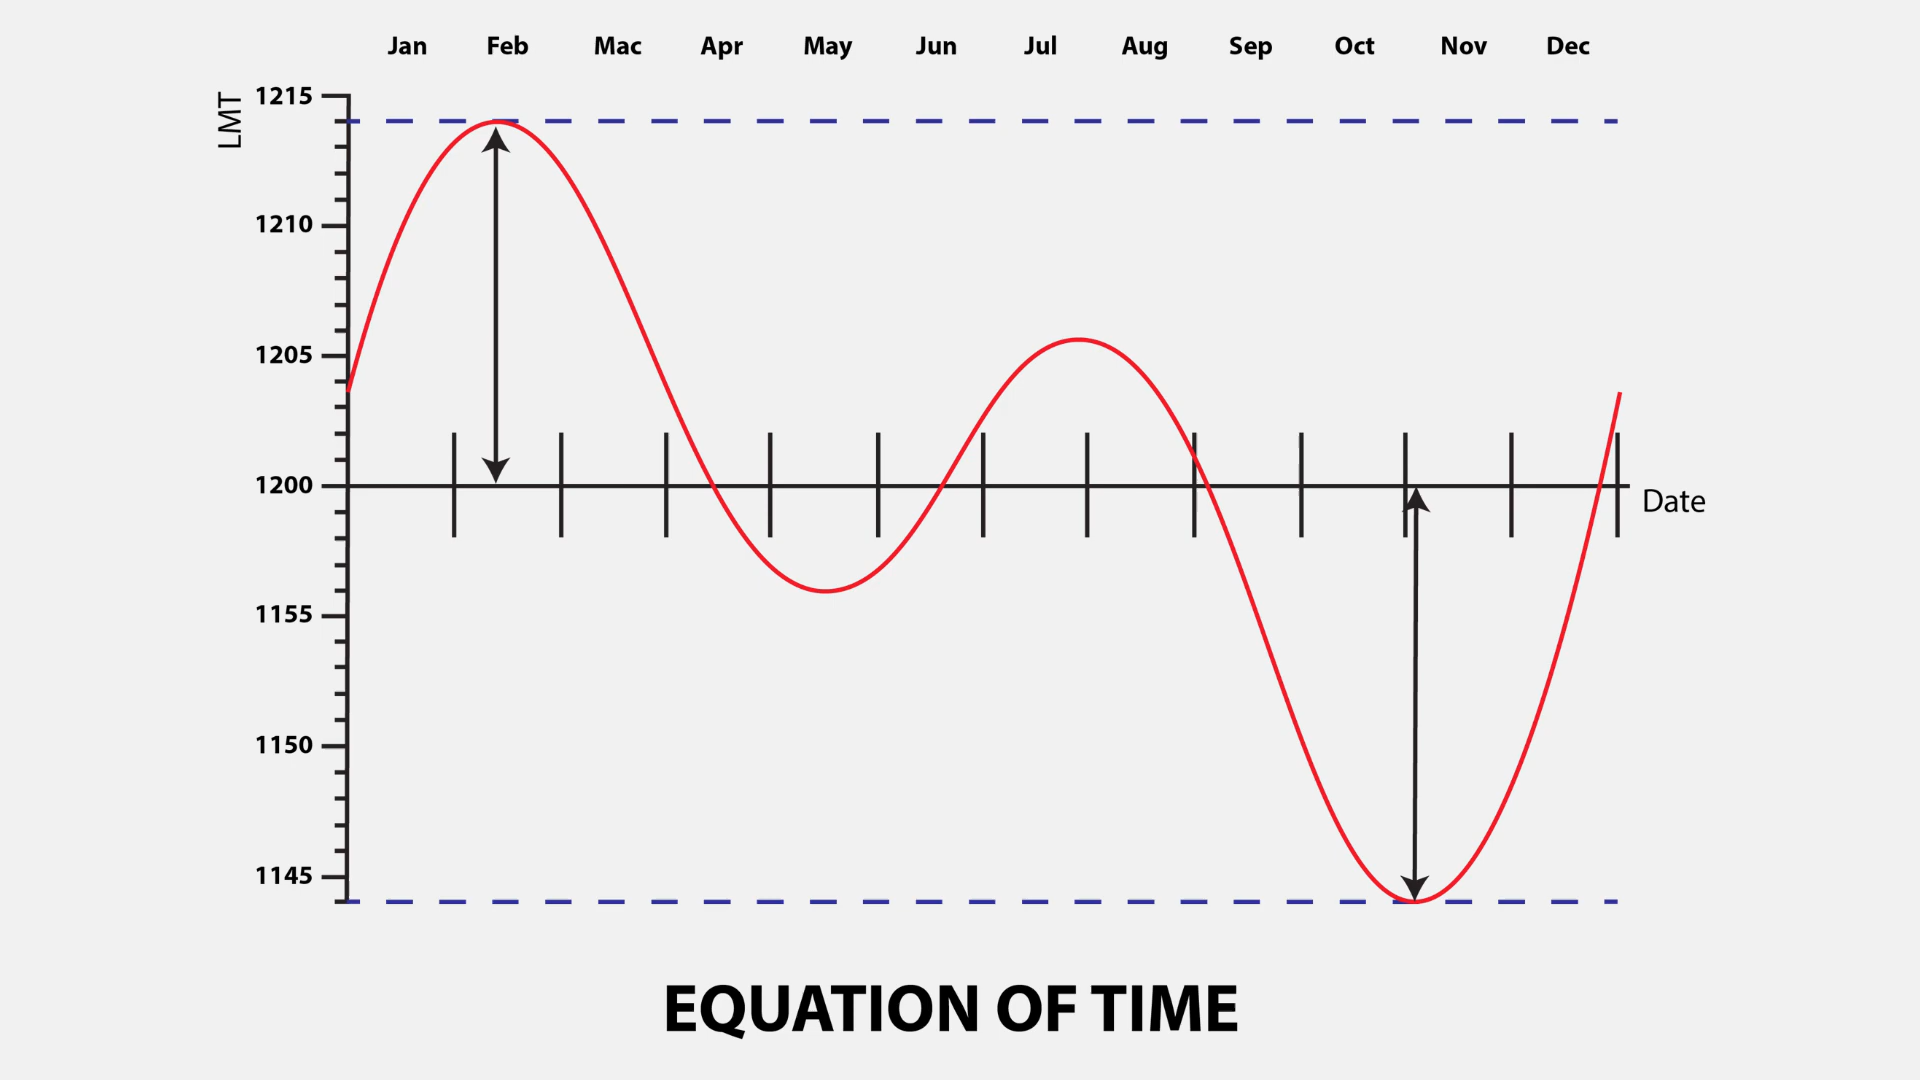 Jan Feb Mac Apr May Jun Jul Aug Sep Oct Nov Dec
LMT
1215
1210
1205
1200
Date
1155
1150
1145
EQUATION OF TIME